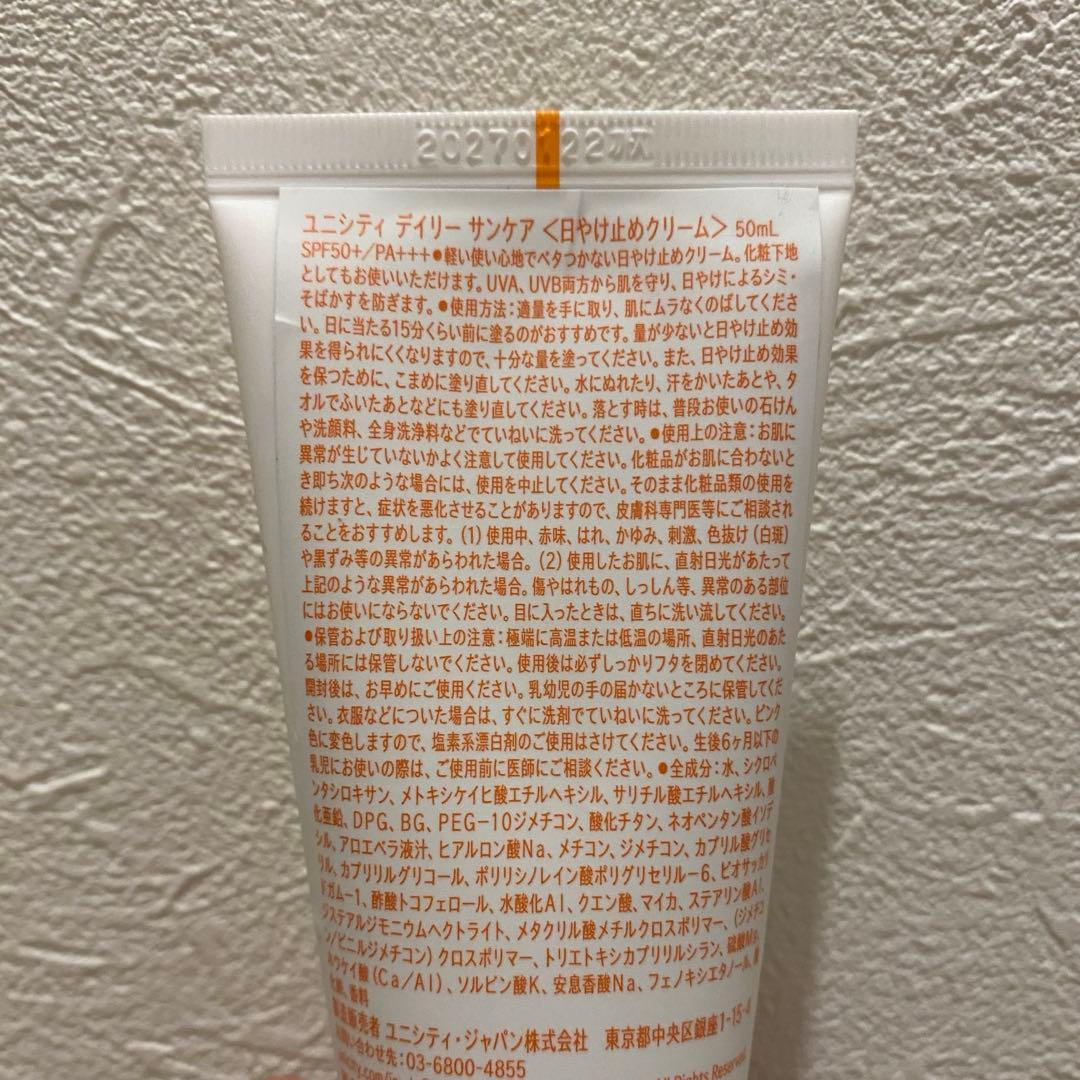 2027012
ユニシティ デイリー サンケア <日やけ止めクリーム> 50mL
SPF50+/PA+++●軽い使い心地でベタつかない日やけ止めクリーム。化粧下地
としてもお使いいただけます。UVA、UVB両方から肌を守り、日やけによるシミ・
そばかすを防ぎます。●使用方法：適量を手に取り、肌にムラなくのばしてくださ
い。日に当たる15分くらい前に塗るのがおすすめです。量が少ないと日やけ止め効
果を得られにくくなりますので、十分な量を塗ってください。また、日やけ止め効果
を保つために、こまめに塗り直してください。水にぬれたり、汗をかいたあとや、タ
オルでふいたあとなどにも塗り直してください。落とす時は、普段お使いの石けん
や洗顔料、全身洗浄料などでていねいに洗ってください。●使用上の注意：お肌に
異常が生じていないかよく注意して使用してください。化粧品がお肌に合わないと
き即ち次のような場合には、使用を中止してください。そのまま化粧品類の使用を
続けますと、症状を悪化させることがありますので、皮膚科専門医等にご相談され
ることをおすすめします。(1) 使用中、赤味、はれ、かゆみ、刺激、色抜け(白斑)
や黒ずみ等の異常があらわれた場合。(2) 使用したお肌に、直射日光があたって
上記のような異常があらわれた場合。傷やはれもの、しっしん等、異常のある部位
にはお使いにならないでください。目に入ったときは、直ちに洗い流してください。
●保管および取り扱い上の注意：極端に高温または低温の場所、直射日光のあた
る場所には保管しないでください。使用後は必ずしっかりフタを閉めてください。
開封後は、お早めにご使用ください。乳幼児の手の届かないところに保管してくだ
さい。衣服などについた場合は、すぐに洗剤でていねいに洗ってください。ピンク
色に変色しますので、塩素系漂白剤のご使用はさけてください。生後6ヶ月以下の
乳児にお使いの際は、ご使用前に医師にご相談ください。●全成分：水、シクロペ
ンタシロキサン、メトキシケイヒ酸エチルヘキシル、サリチル酸エチルヘキシル、酸
化亜鉛、DPG、BG、PEG-10ジメチコン、酸化チタン、ネオペンタン酸イソデ
シル、アロエベラ液汁、ヒアルロン酸Na、メチコン、ジメチコン、カプリル酸グリセ
リル、カプリリルグリコール、ポリリシノレイン酸ポリグリセリル-6、ビオサッカリ
ドガム-1、酢酸トコフェロール、水酸化Al、クエン酸、マイカ、ステアリン酸Al、
ジステアルジモニウムヘクトライト、メタクリル酸メチルクロスポリマー、(ジメチコ
ン/ビニルジメチコン) クロスポリマー、トリエトキシカプリリルシラン、硫酸Mg、
ホウケイ酸 (Ca/Al)、ソルビン酸K、安息香酸Na、フェノキシエタノール、
香料
ユニシティ・ジャパン株式会社 東京都中央区銀座1-15-4
お問い合わせ先：03-6800-4855
All Rights Reserved.